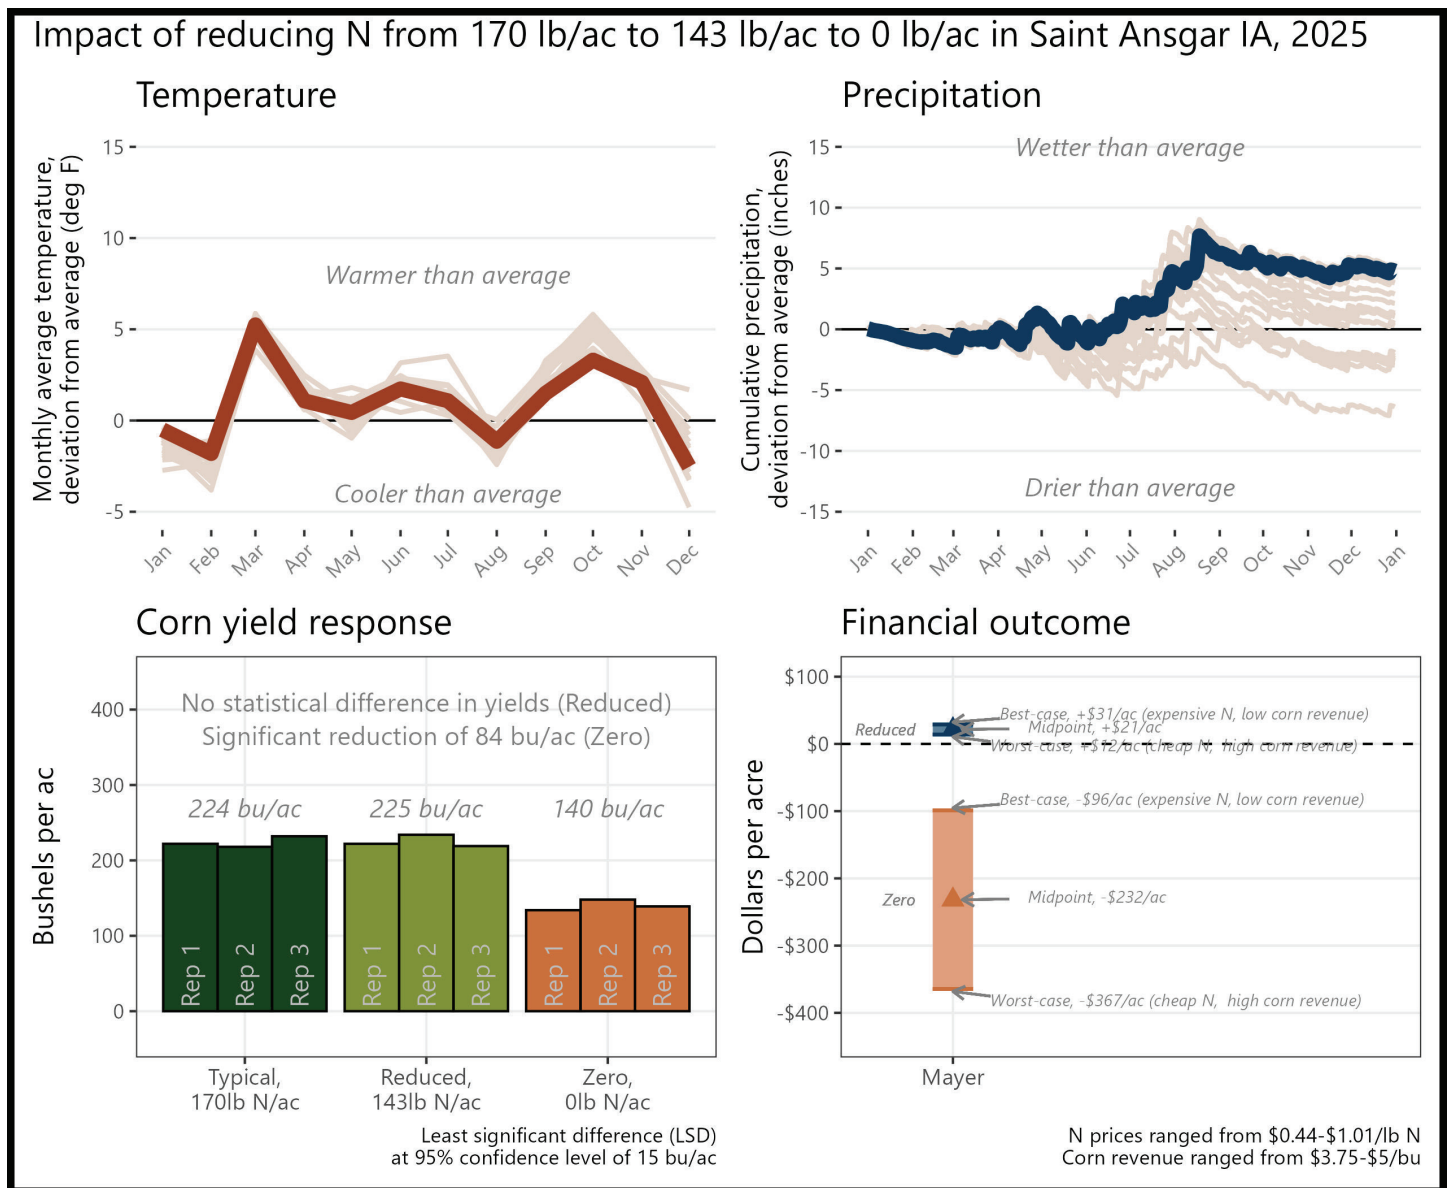 Impact of reducing N from 170 lb/ac to 143 lb/ac to 0 lb/ac in Saint Ansgar IA, 2025
Temperature
Monthly average temperature,
deviation from average (deg F)
15
10
5
0
-5
Warmer than average
Cooler than average
Jan
Feb
Mar
Apr
May
Jun
Jul
Aug
Sep
Oct
Nov
Dec
Precipitation
Cumulative precipitation,
deviation from average (inches)
15
10
5
0
-5
-10
-15
Wetter than average
Drier than average
Jan
Feb
Mar
Apr
May
Jun
Jul
Aug
Sep
Oct
Nov
Dec
Jan
Corn yield response
Bushels per ac
400
300
200
100
0
No statistical difference in yields (Reduced)
Significant reduction of 84 bu/ac (Zero)
224 bu/ac
225 bu/ac
140 bu/ac
Rep 1
Rep 2
Rep 3
Rep 1
Rep 2
Rep 3
Rep 1
Rep 2
Rep 3
Typical,
170lb N/ac
Reduced,
143lb N/ac
Zero,
0lb N/ac
Least significant difference (LSD)
at 95% confidence level of 15 bu/ac
Financial outcome
Dollars per acre
$100
$0
-$100
-$200
-$300
-$400
Reduced
Best-case, +$31/ac (expensive N, low corn revenue)
Midpoint, +$21/ac
Worst-case, +$12/ac (cheap N,  high corn revenue)
Best-case, -$96/ac (expensive N, low corn revenue)
Zero
Midpoint, -$232/ac
Worst-case, -$367/ac (cheap N,  high corn revenue)
Mayer
N prices ranged from $0.44-$1.01/lb N
Corn revenue ranged from $3.75-$5/bu